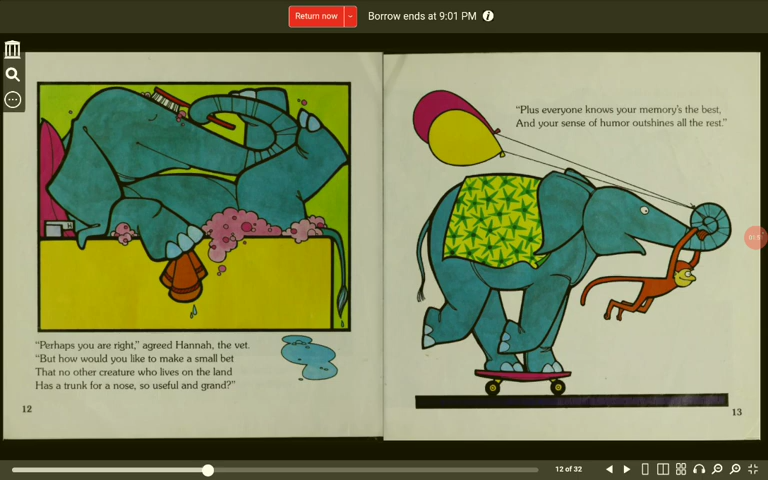 Return now
Borrow ends at 9:01 PM
"Perhaps you are right," agreed Hannah, the vet.
"But how would you like to make a small bet
That no other creature who lives on the land
Has a trunk for a nose, so useful and grand?"
12
"Plus everyone knows your memory's the best,
And your sense of humor outshines all the rest."
13
12 of 32